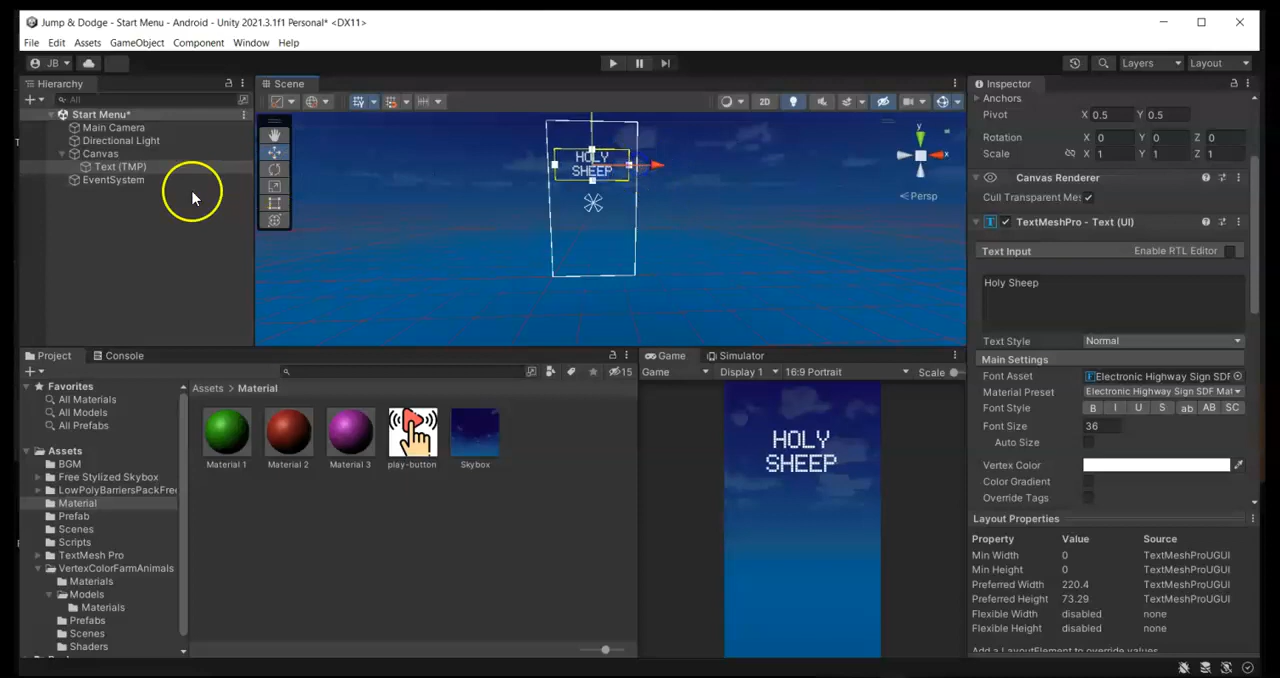 Jump & Dodge - Start Menu - Android - Unity 2021.3.1f1 Personal* <DX11>
File Edit Assets GameObject Component Window Help
JB
Layers
Layout
Hierarchy
All
Start Menu*
Main Camera
Directional Light
Canvas
Text (TMP)
EventSystem
Scene
2D
HOLY
SHEEP
y
x
Persp
Inspector
Anchors
Pivot X 0.5 Y 0.5
Rotation X 0 Y 0 Z 0
Scale X 1 Y 1 Z 1
Canvas Renderer
Cull Transparent Mes
TextMeshPro - Text (UI)
Text Input Enable RTL Editor
Holy Sheep
Text Style Normal
Main Settings
Font Asset Electronic Highway Sign SDF
Material Preset Electronic Highway Sign SDF Mat
Font Style B I U S ab AB SC
Font Size 36
Auto Size
Vertex Color
Color Gradient
Override Tags
Layout Properties
Property Value Source
Min Width 0 TextMeshProUGUI
Min Height 0 TextMeshProUGUI
Preferred Width 220.4 TextMeshProUGUI
Preferred Height 73.29 TextMeshProUGUI
Flexible Width disabled none
Flexible Height disabled none
Add a LayoutElement to override values
Project Console
15
Favorites
All Materials
All Models
All Prefabs
Assets
BGM
Free Stylized Skybox
LowPolyBarriersPackFree
Material
Prefab
Scenes
Scripts
TextMesh Pro
VertexColorFarmAnimals
Materials
Models
Materials
Prefabs
Scenes
Shaders
Assets > Material
Material 1
Material 2
Material 3
play-button
Skybox
Game Simulator
Game Display 1 16:9 Portrait Scale
HOLY
SHEEP